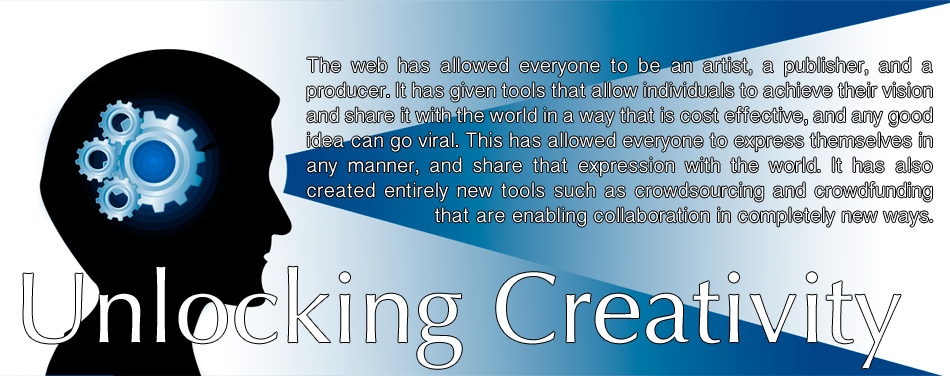 The web has allowed everyone to be an artist, a publisher, and a
producer. It has given tools that allow individuals to achieve their vision
and share it with the world in a way that is cost effective, and any good
idea can go viral. This has allowed everyone to express themselves in
any manner, and share that expression with the world. It has also
created entirely new tools such as crowdsourcing and crowdfunding
that are enabling collaboration in completely new ways.
Unlocking Creativity